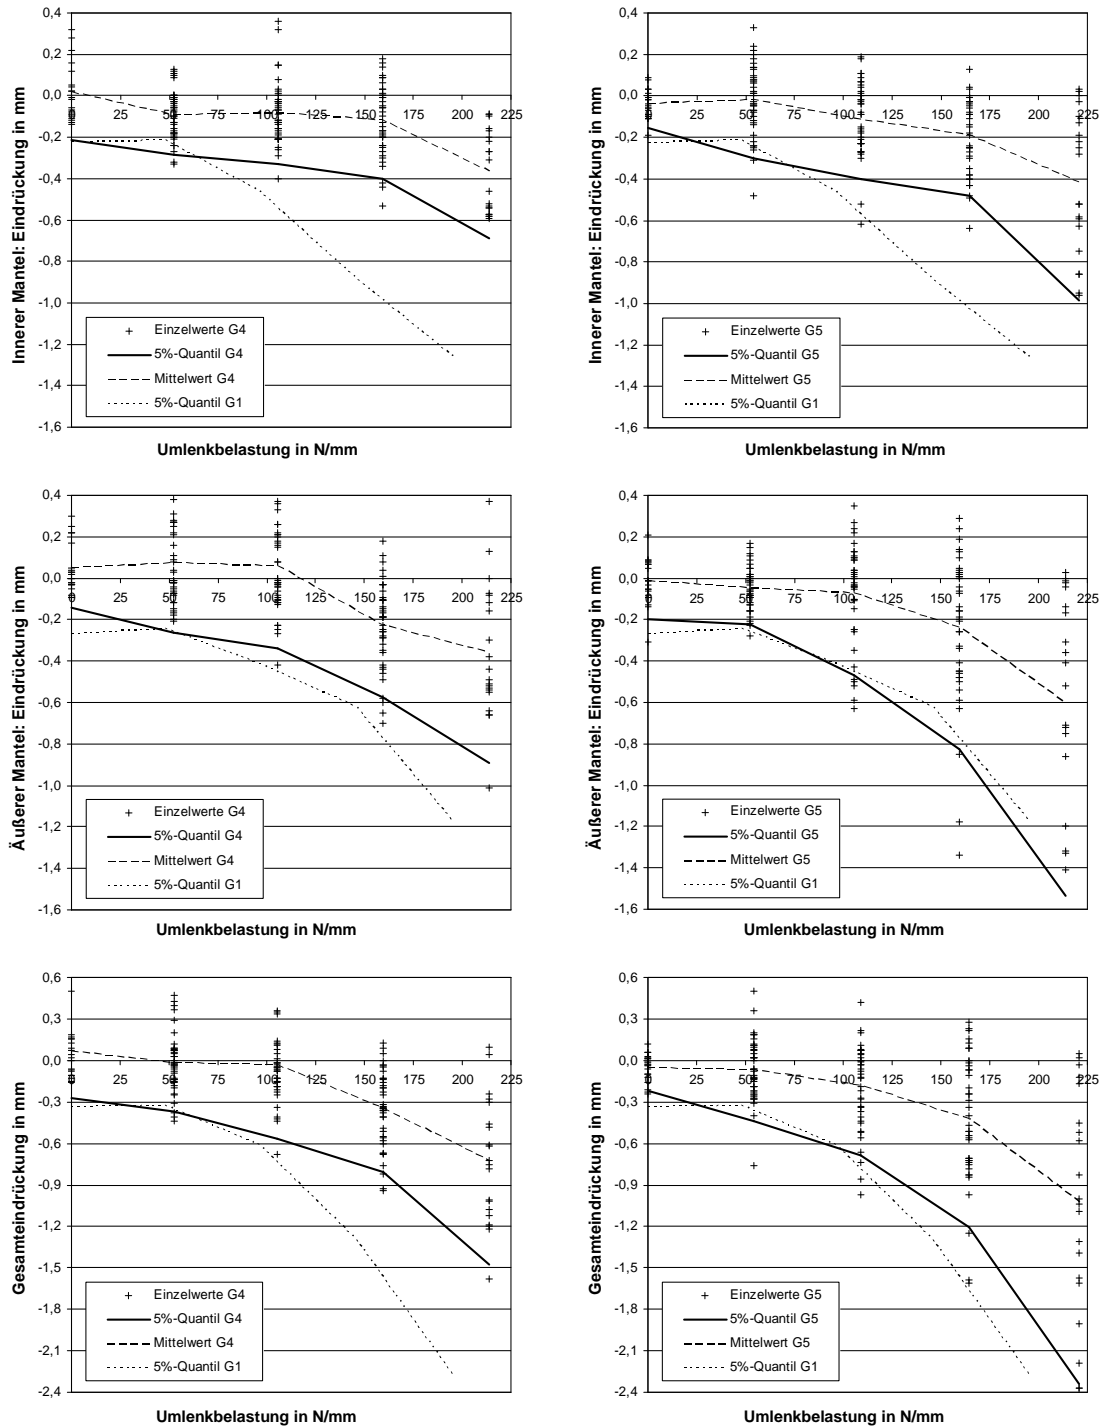 0,4
0,2
0,0
-0,2
-0,4
-0,6
-0,8
-1,0
-1,2
-1,4
-1,6
0 25 50 75 100 125 150 175 200 225
Innerer Mantel: Eindrückung in mm
Einzelwerte G4
5%-Quantil G4
Mittelwert G4
5%-Quantil G1
Umlenkbelastung in N/mm
0,4
0,2
0,0
-0,2
-0,4
-0,6
-0,8
-1,0
-1,2
-1,4
-1,6
0 25 50 75 100 125 150 175 200 225
Innerer Mantel: Eindrückung in mm
Einzelwerte G5
5%-Quantil G5
Mittelwert G5
5%-Quantil G1
Umlenkbelastung in N/mm
0,4
0,2
0,0
-0,2
-0,4
-0,6
-0,8
-1,0
-1,2
-1,4
-1,6
0 25 50 75 100 125 150 175 200 225
Äußerer Mantel: Eindrückung in mm
Einzelwerte G4
5%-Quantil G4
Mittelwert G4
5%-Quantil G1
Umlenkbelastung in N/mm
0,4
0,2
0,0
-0,2
-0,4
-0,6
-0,8
-1,0
-1,2
-1,4
-1,6
0 25 50 75 100 125 150 175 200 225
Äußerer Mantel: Eindrückung in mm
Einzelwerte G5
5%-Quantil G5
Mittelwert G5
5%-Quantil G1
Umlenkbelastung in N/mm
0,6
0,3
0,0
-0,3
-0,6
-0,9
-1,2
-1,5
-1,8
-2,1
-2,4
0 25 50 75 100 125 150 175 200 225
Gesamteindrückung in mm
Einzelwerte G4
5%-Quantil G4
Mittelwert G4
5%-Quantil G1
Umlenkbelastung in N/mm
0,6
0,3
0,0
-0,3
-0,6
-0,9
-1,2
-1,5
-1,8
-2,1
-2,4
0 25 50 75 100 125 150 175 200 225
Gesamteindrückung in mm
Einzelwerte G5
5%-Quantil G5
Mittelwert G5
5%-Quantil G1
Umlenkbelastung in N/mm